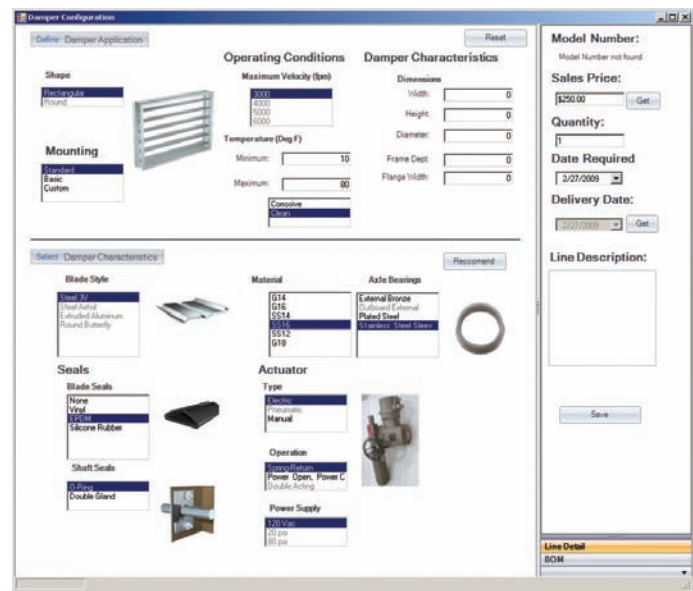 Damper Configuration
Define Damper Application
Reset
Shape
Rectangular
Round
Mounting
Standard
Basic
Custom
Operating Conditions
Maximum Velocity (fpm)
3000
4000
5000
6000
Temperature (Deg F)
Minimum: 10
Maximum: 80
Corrosive
Clean
Damper Characteristics
Dimensions
Width: 0
Height: 0
Diameter: 0
Frame Dept: 0
Flange Width: 0
Select Damper Characteristics
Reccomend
Blade Style
Steel 3V
Steel Airfoil
Extruded Aluminum
Round Butterfly
Material
G14
G16
SS14
SS16
SS12
G18
Axle Bearings
External Bronze
Outboard External
Plated Steel
Stainless Steel Sleev
Seals
Blade Seals
None
Vinyl
EPDM
Silicone Rubber
Shaft Seals
O-Ring
Double Gland
Actuator
Type
Electric
Pneumatic
Manual
Operation
Spring-Return
Power Open, Power C
Double Acting
Power Supply
120 Vac
20 psi
80 psi
Model Number:
Model Number not found
Sales Price:
$250.00 Get
Quantity:
1
Date Required
2/27/2009
Delivery Date:
2/27/2009 Get
Line Description:
Save
Line Detail
BOM